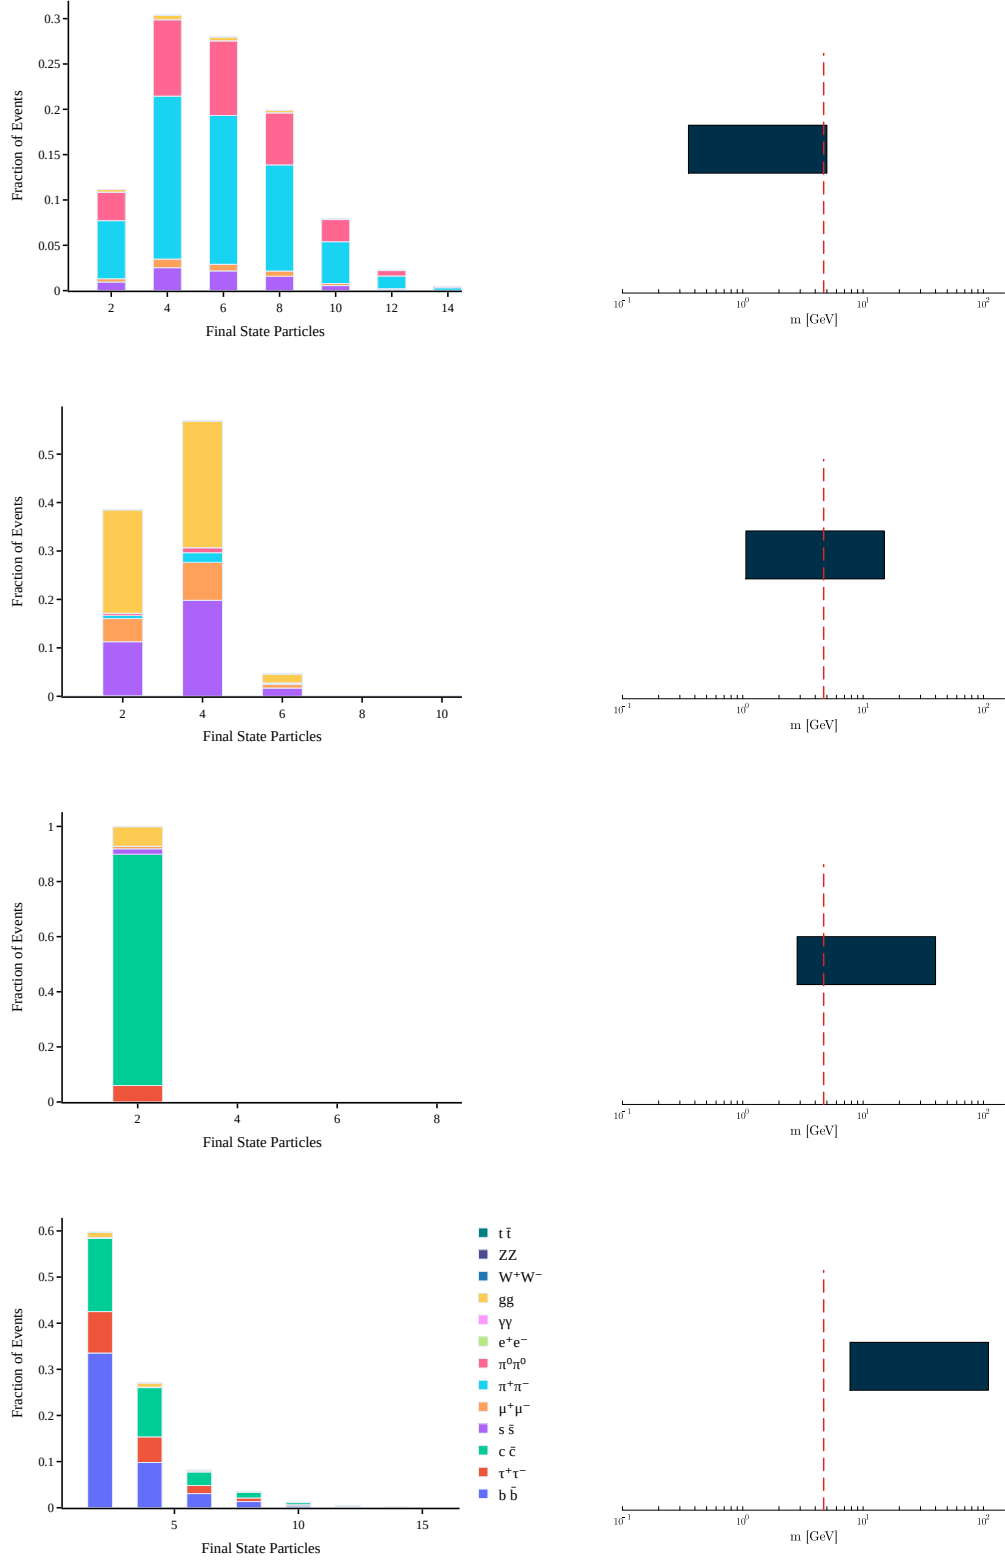 0.3
0.25
0.2
0.15
0.1
0.05
0
Fraction of Events
2 4 6 8 10 12 14
Final State Particles
10⁻¹ 10⁰ 10¹ 10²
m [GeV]
0.5
0.4
0.3
0.2
0.1
0
Fraction of Events
2 4 6 8 10
Final State Particles
10⁻¹ 10⁰ 10¹ 10²
m [GeV]
1
0.8
0.6
0.4
0.2
0
Fraction of Events
2 4 6 8
Final State Particles
10⁻¹ 10⁰ 10¹ 10²
m [GeV]
0.6
0.5
0.4
0.3
0.2
0.1
0
Fraction of Events
5 10 15
Final State Particles
t t̄
ZZ
W⁺W⁻
gg
γγ
e⁺e⁻
π⁰π⁰
π⁺π⁻
μ⁺μ⁻
s s̄
c c̄
τ⁺τ⁻
b b̄
10⁻¹ 10⁰ 10¹ 10²
m [GeV]